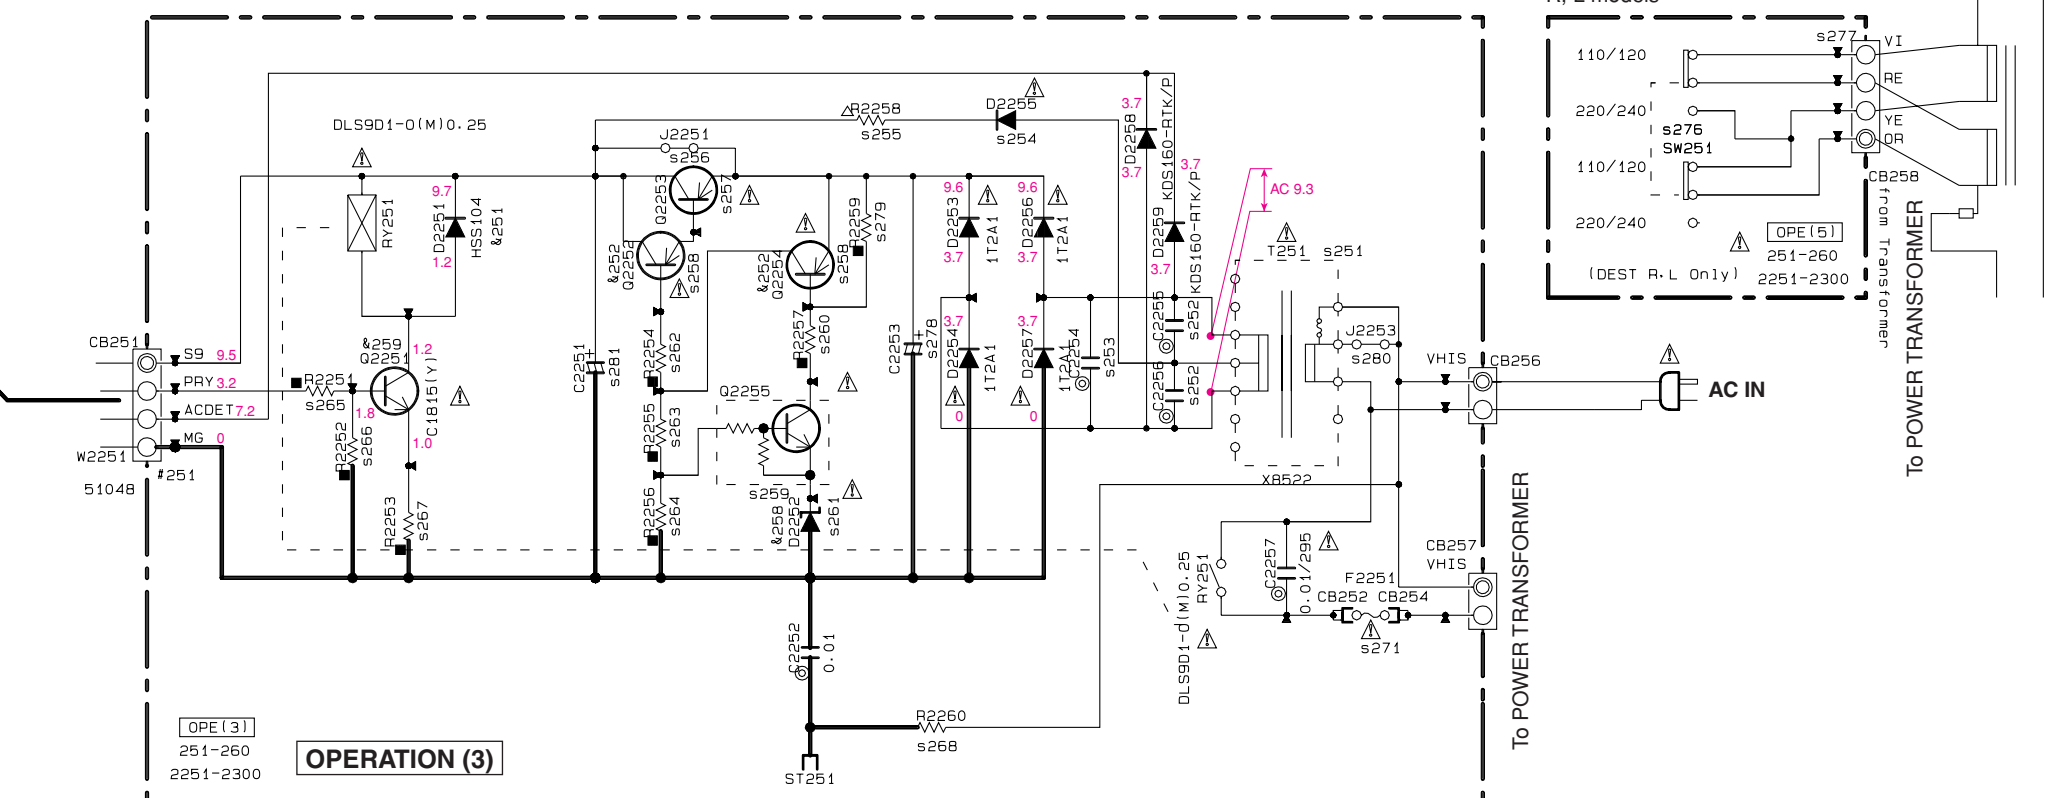 R, L models
DLS9D1-O(M)0.25
RY251
9.7
D2251
HSS104
&251
1.2
CB251
S9 9.5
PRY 3.2
ACDET 7.2
MG 0
W2251
51048
#251
R2251
s265
&259
Q2251
1.2
C1815(Y)
1.8
1.0
R2252
s266
R2253
s267
J2251
s256
Q2253
s257
&252
Q2252
s258
R2254
s262
R2255
s263
R2256
s264
C2251
+
s281
R2258
s255
D2255
s254
&252
Q2254
s258
R2259
s279
R2257
s260
Q2255
s259
&258
D2252
s261
C2253
+
s278
9.6
D2253
1T2A1
3.7
9.6
D2256
1T2A1
3.7
3.7
D2254
1T2A1
0
3.7
D2257
1T2A1
0
C2254
s253
3.7
D2258
KDS160-RTK/P
3.7
3.7
D2259
KDS160-RTK/P
3.7
C2255
s252
C2256
s252
AC 9.3
T251
s251
XB522
J2253
s280
VHIS
CB256
AC IN
C2252
0.01
R2260
s268
ST251
DLS9D1-O(M)0.25
RY251
C2257
0.01/295
F2251
CB252
CB254
s271
CB257
VHIS
To POWER TRANSFORMER
OPE(3)
251-260
2251-2300
OPERATION (3)
110/120
220/240
110/120
220/240
s276
SW251
s277
VI
RE
YE
OR
CB258
from Transformer
To POWER TRANSFORMER
OPE(5)
251-260
2251-2300
(DEST R.L Only)